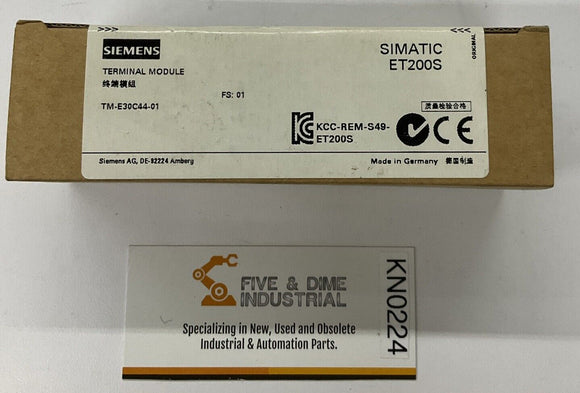 SIEMENS
SIMATIC
ET200S
ORIGINAL
TERMINAL MODULE
终端模组
FS: 01
TM-E30C44-01
质量检验合格
KCC-REM-S49-
ET200S
CE
Siemens AG, DE-92224 Amberg
Made in Germany 德国制造
FIVE & DIME
INDUSTRIAL
Specializing in New, Used and Obsolete
Industrial & Automation Parts.
KN0224